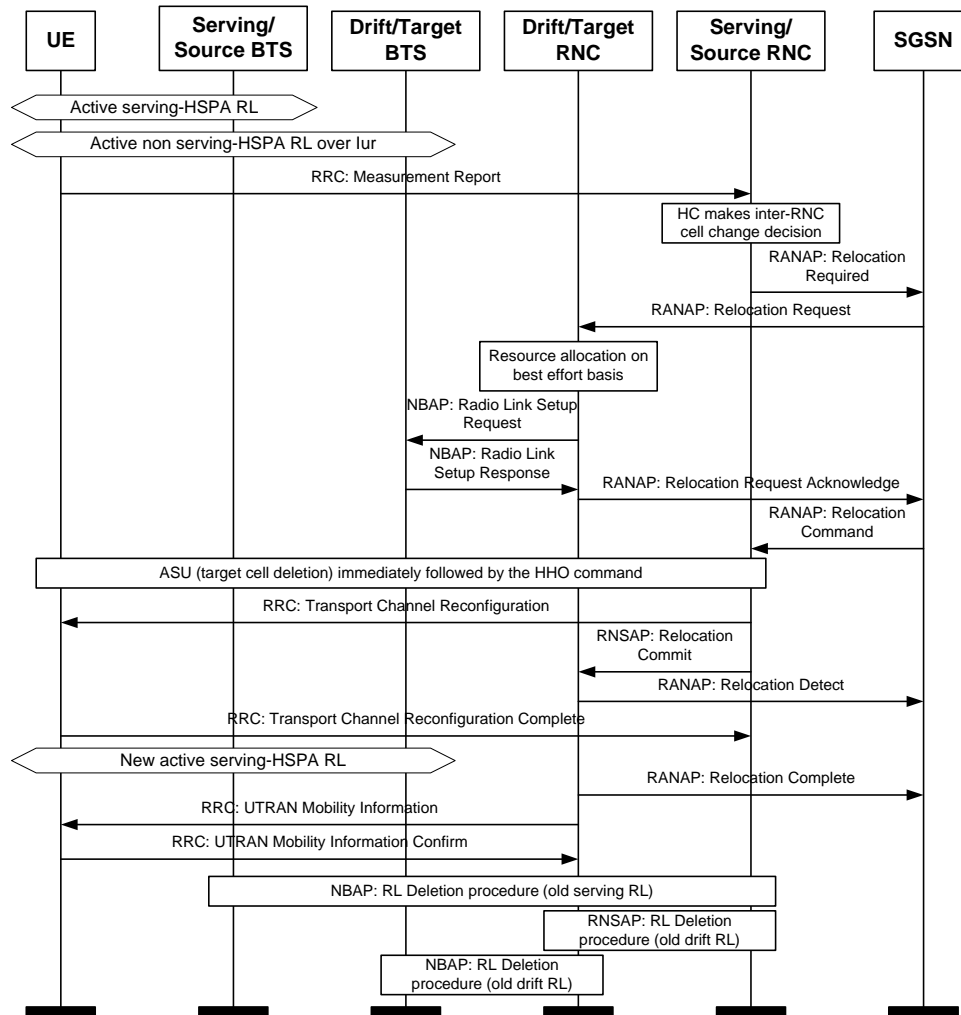 UE
Serving/
Source BTS
Drift/Target
BTS
Drift/Target
RNC
Serving/
Source RNC
SGSN
Active serving-HSPA RL
Active non serving-HSPA RL over Iur
RRC: Measurement Report
HC makes inter-RNC
cell change decision
RANAP: Relocation
Required
RANAP: Relocation Request
Resource allocation on
best effort basis
NBAP: Radio Link Setup
Request
NBAP: Radio Link
Setup Response
RANAP: Relocation Request Acknowledge
RANAP: Relocation
Command
ASU (target cell deletion) immediately followed by the HHO command
RRC: Transport Channel Reconfiguration
RNSAP: Relocation
Commit
RANAP: Relocation Detect
RRC: Transport Channel Reconfiguration Complete
New active serving-HSPA RL
RANAP: Relocation Complete
RRC: UTRAN Mobility Information
RRC: UTRAN Mobility Information Confirm
NBAP: RL Deletion procedure (old serving RL)
RNSAP: RL Deletion
procedure (old drift RL)
NBAP: RL Deletion
procedure (old drift RL)